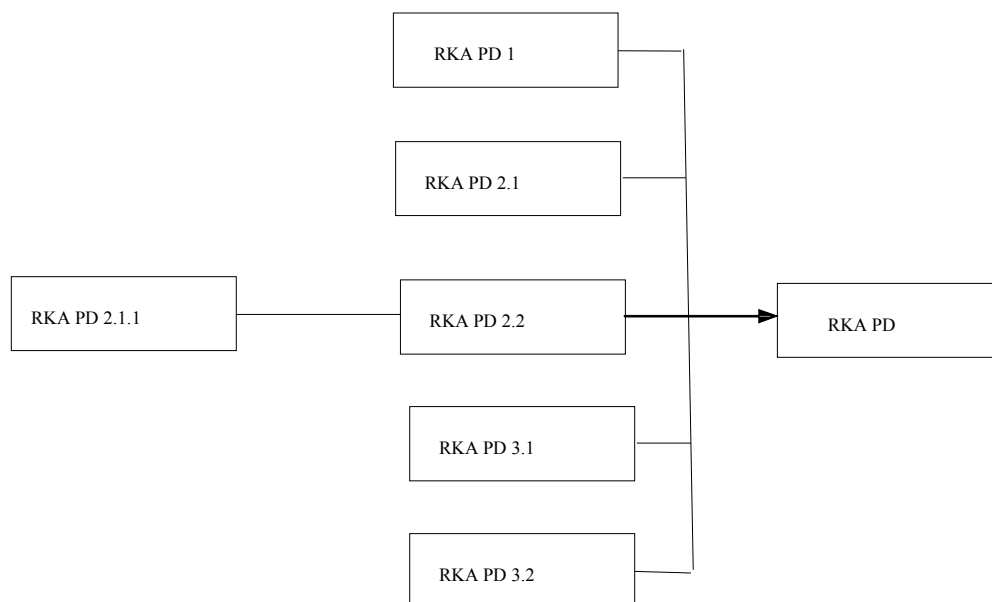 RKA PD 1
RKA PD 2.1
RKA PD 2.1.1
RKA PD 2.2
RKA PD
RKA PD 3.1
RKA PD 3.2